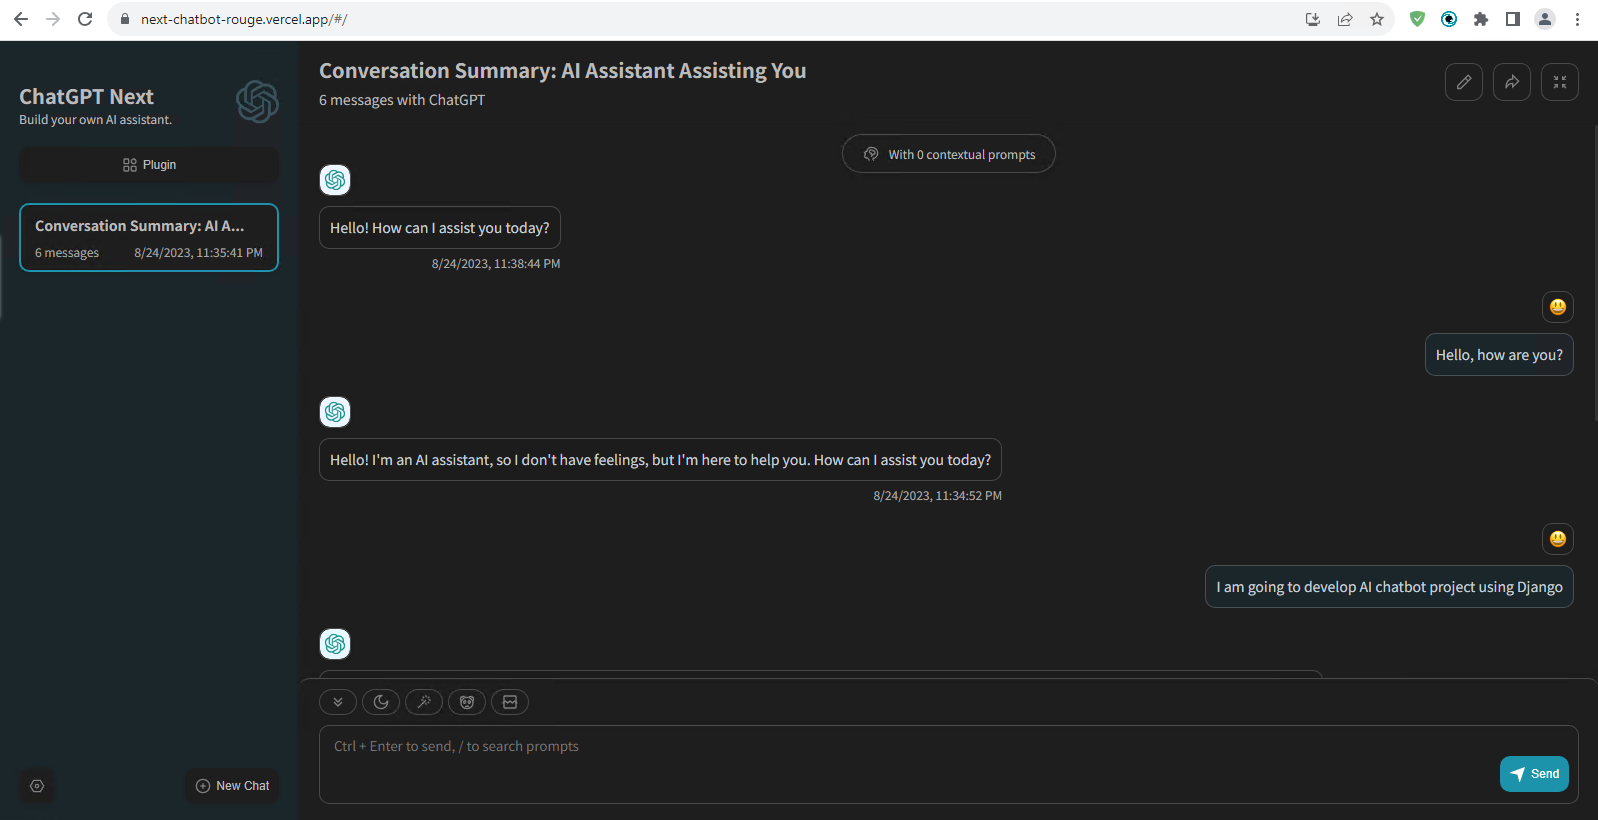 next-chatbot-rouge.vercel.app/#/
ChatGPT Next
Build your own AI assistant.
Plugin
Conversation Summary: AI A...
6 messages 8/24/2023, 11:35:41 PM
New Chat
Conversation Summary: AI Assistant Assisting You
6 messages with ChatGPT
With 0 contextual prompts
Hello! How can I assist you today?
8/24/2023, 11:38:44 PM
Hello, how are you?
Hello! I'm an AI assistant, so I don't have feelings, but I'm here to help you. How can I assist you today?
8/24/2023, 11:34:52 PM
I am going to develop AI chatbot project using Django
Ctrl + Enter to send, / to search prompts
Send